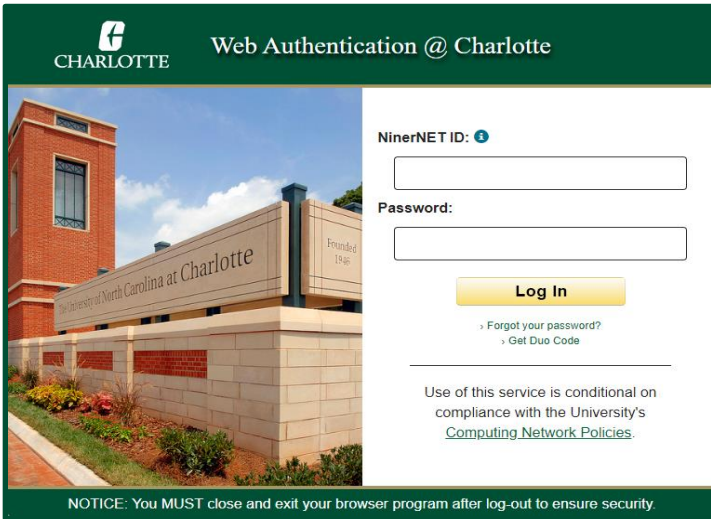 CHARLOTTE
Web Authentication @ Charlotte
NinerNET ID:
Password:
The University of North Carolina at Charlotte
Founded
1946
Log In
› Forgot your password?
› Get Duo Code
Use of this service is conditional on
compliance with the University's
Computing Network Policies.
NOTICE: You MUST close and exit your browser program after log-out to ensure security.